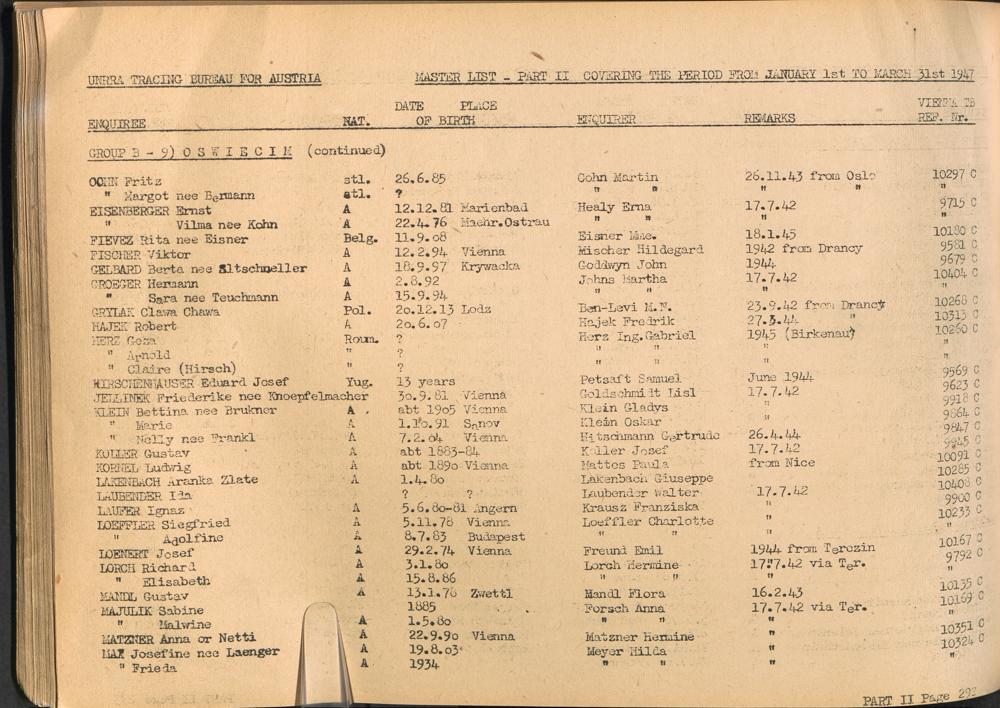 UNRRA TRACING BUREAU FOR AUSTRIA MASTER LIST - PART II COVERING THE PERIOD FROM JANUARY 1st TO MARCH 31st 1947
DATE PLACE VIENNA TB
ENQUIREE NAT. OF BIRTH ENQUIRER REMARKS REF. Nr.
GROUP B - 9) O S W I E C I M (continued)
COHN Fritz stl. 26.6.85 Cohn Martin 26.11.43 from Oslo 10297 C
" Margot nee Bermann stl. ? " " " " "
EISENBERGER Ernst A 12.12.81 Marienbad Healy Erna 17.7.42 9715 C
" Vilma nee Kohn A 22.4.76 Maehr.Ostrau " " " "
FIEVEZ Rita nee Eisner Belg. 11.9.08 Eisner Max. 18.1.45 10180 C
FISCHER Viktor A 12.2.94 Vienna Mischer Hildegard 1942 from Drancy 9581 C
GELBARD Berta nee Altschmeller A 18.9.97 Krywacka Goddwyn John 1944 9679 C
GROEGER Hermann A 2.8.92 Johns Martha 17.7.42 10404 C
" Sara nee Teuchmann A 15.9.94 " " " "
GRYLAK Clawa Chawa Pol. 20.12.13 Lodz Ben-Levi M.N. 23.9.42 from Drancy 10268 C
HAJEK Robert A 20.6.07 Hajek Fredrik 27.3.44 " 10313 C
HERZ Geza Roum. ? Herz Ing.Gabriel 1945 (Birkenau? 10260 C
" Arnold " ? " " " "
" Claire (Hirsch) " ? " " " "
HIRSCHENHAUSER Eduard Josef Yug. 13 years Petsaft Samuel June 1944 9569 C
JELLINEK Friederike nee Knoepfelmacher 30.9.81 Vienna Goldschmidt Lisl 17.7.42 9623 C
KLEIN Bettina nee Brukner A . abt 1905 Vienna Klein Gladys " 9918 C
" Marie A 1.10.91 Sanov Klein Oskar " 9864 C
" Nelly nee Frankl A 7.2.04 Vienna Hitschmann Gertrude 26.4.44 9847 C
KOLLER Gustav A abt 1883-84 Koller Josef 17.7.42 9945 C
KORNEL Ludwig A abt 1890 Vienna Mattes Paula from Nice 10091 C
LAKENBACH Aranka Zlate A 1.4.80 Lakenbach Giuseppe 10285 C
LAUBENDER Ida ? ? Laubender Walter 17.7.42 10408 C
LAUFER Ignaz A 5.6.80-81 Angern Krausz Franziska " 9900 C
LOEFFLER Siegfried A 5.11.78 Vienna Loeffler Charlotte " 10233 C
" Adolfine A 8.7.83 Budapest " " "
LOENERT Josef A 29.2.74 Vienna Freund Emil 1944 from Terezin 10167 C
LORCH Richard A 3.1.80 Lorch Hermine 17.7.42 via Ter. 9792 C
" Elisabeth A 15.8.86 " " " "
MANDL Gustav A 13.1.76 Zwettl Mandl Flora 16.2.43 10135 C
MAJULIK Sabine 1885 Forsch Anna 17.7.42 via Ter. 10169 C
" Malwine A 1.5.80 " " "
MATZNER Anna or Netti A 22.9.90 Vienna Matzner Hermine " 10351 C
MAX Josefine nee Laenger A 19.8.03 Meyer Hilda " 10324 C
" Frieda A 1934 " " " "
PART II Page